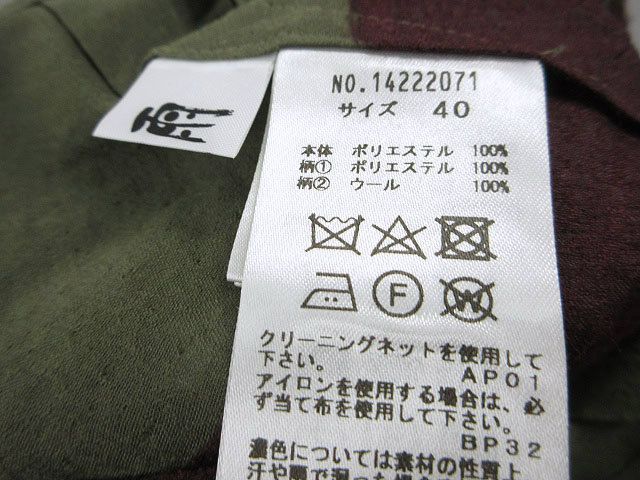 NO.14222071
サイズ 40
本体 ポリエステル 100%
柄① ポリエステル 100%
柄② ウール 100%
F
W
クリーニングネットを使用して
下さい。
AP01
アイロンを使用する場合は、必
ず当て布を使用して下さい。
BP32
濃色については素材の性質上